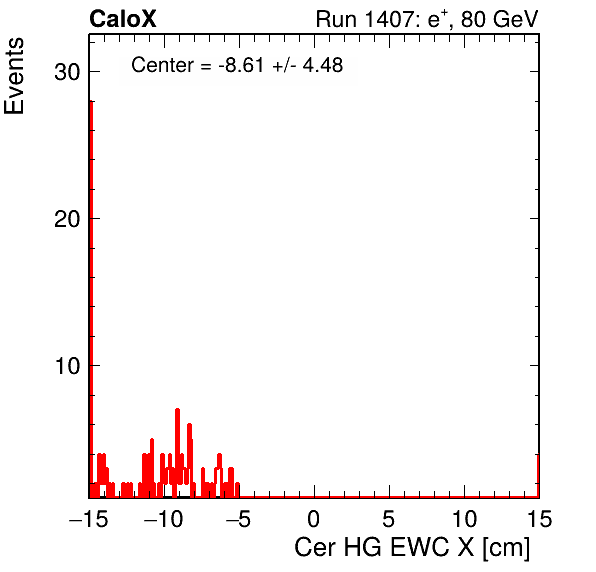 CaloX Run 1407: e+, 80 GeV
Center = -8.61 +/- 4.48
Events
30
20
10
−15 −10 −5 0 5 10 15
Cer HG EWC X [cm]